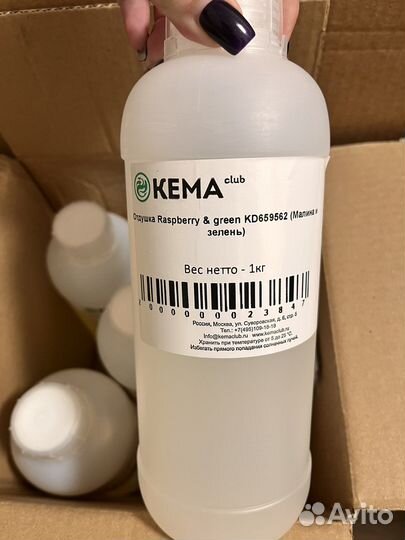 KEMA club
Отдушка Raspberry & green KD659562 (Малина и
зелень)
Вес нетто - 1кг
2000000023847
Россия, Москва, ул. Суворовская, д. 6, стр. 6
Тел.: +7(495)109-18-18
Info@kemaclub.ru www.kemaclub.ru
Хранить при температуре от 5 до 25 °C.
Избегать прямого попадания солнечных лучей.
Avito